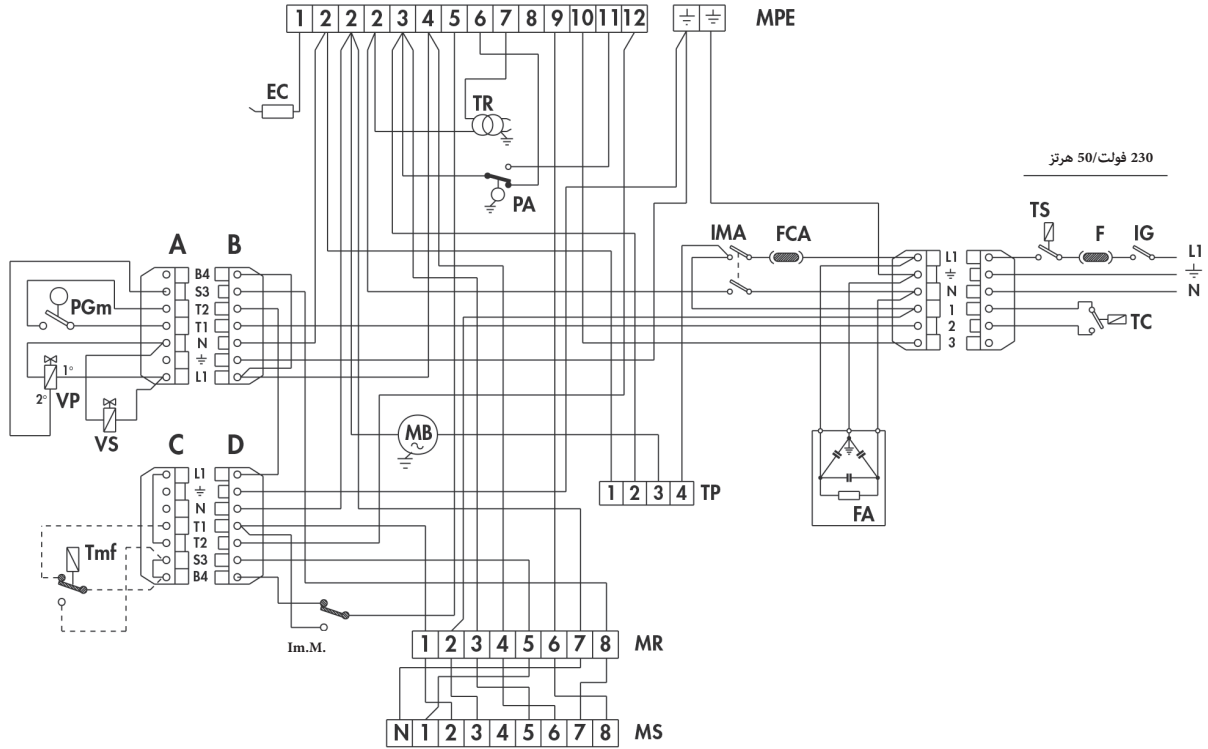 1 2 2 2 3 4 5 6 7 8 9 10 11 12 MPE
EC
TR
230 فولت/50 هرتز
PA
TS
IMA FCA F IG
L1
N
A B
L1
N
1
2
3
TC
B4
S3
T2
T1
N
L1
PGm
1°
2° VP
VS
MB
C D
L1
N
T1
T2
S3
B4
1 2 3 4 TP
FA
Tmf
Im.M.
1 2 3 4 5 6 7 8 MR
N 1 2 3 4 5 6 7 8 MS